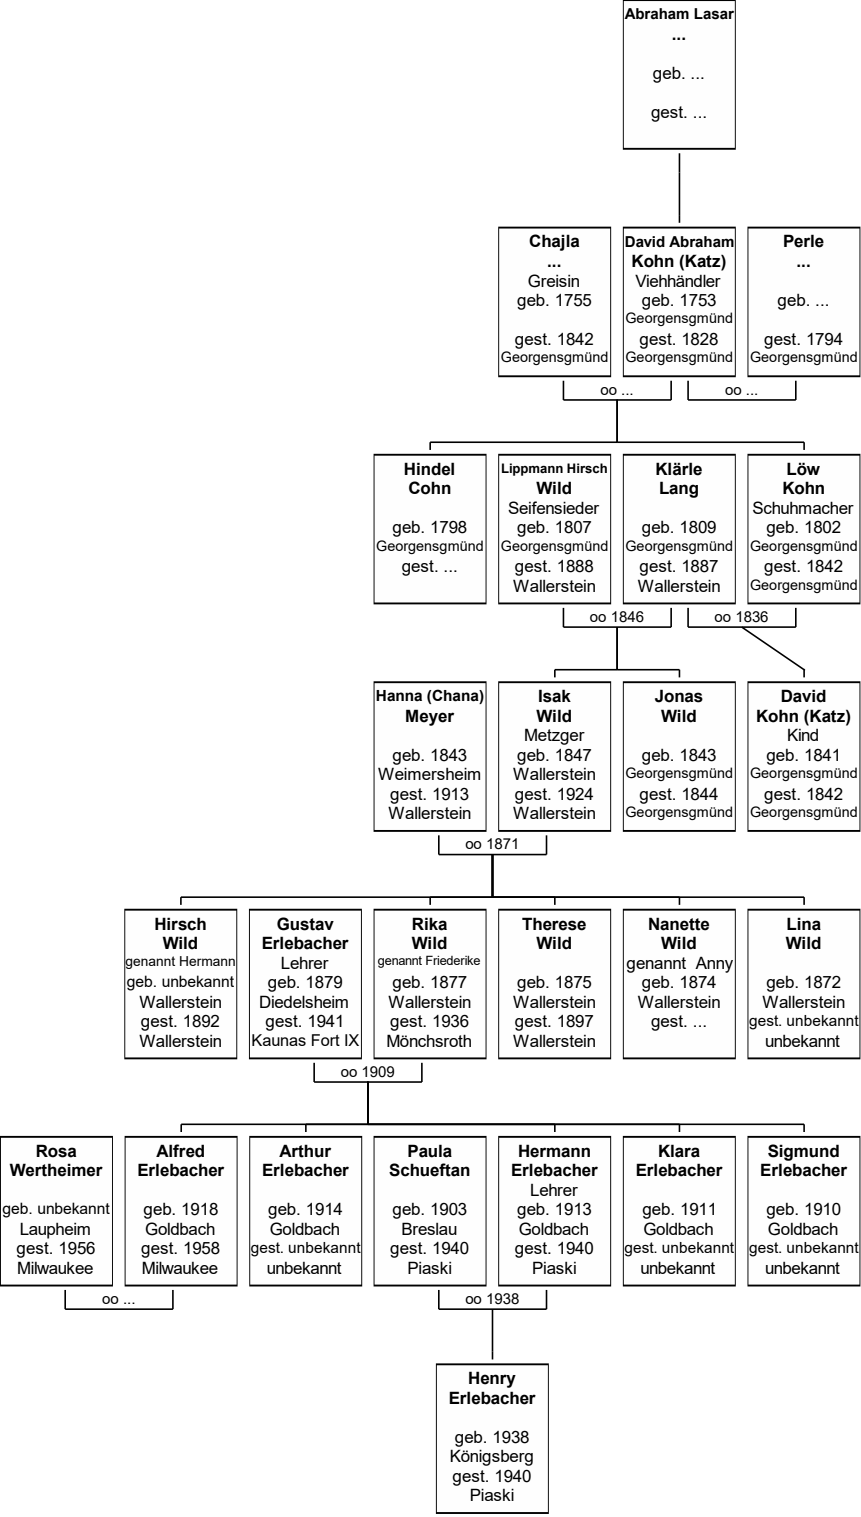 Abraham Lasar
...
geb. ...
gest. ...
Chajla
...
Greisin
geb. 1755
gest. 1842
Georgensgmünd
David Abraham
Kohn (Katz)
Viehhändler
geb. 1753
Georgensgmünd
gest. 1828
Georgensgmünd
Perle
...
geb. ...
gest. 1794
Georgensgmünd
oo ...
oo ...
Hindel
Cohn
geb. 1798
Georgensgmünd
gest. ...
Lippmann Hirsch
Wild
Seifensieder
geb. 1807
Georgensgmünd
gest. 1888
Wallerstein
Klärle
Lang
geb. 1809
Georgensgmünd
gest. 1887
Wallerstein
Löw
Kohn
Schuhmacher
geb. 1802
Georgensgmünd
gest. 1842
Georgensgmünd
oo 1846
oo 1836
Hanna (Chana)
Meyer
geb. 1843
Weimersheim
gest. 1913
Wallerstein
Isak
Wild
Metzger
geb. 1847
Wallerstein
gest. 1924
Wallerstein
Jonas
Wild
geb. 1843
Georgensgmünd
gest. 1844
Georgensgmünd
David
Kohn (Katz)
Kind
geb. 1841
Georgensgmünd
gest. 1842
Georgensgmünd
oo 1871
Hirsch
Wild
genannt Hermann
geb. unbekannt
Wallerstein
gest. 1892
Wallerstein
Gustav
Erlebacher
Lehrer
geb. 1879
Diedelsheim
gest. 1941
Kaunas Fort IX
Rika
Wild
genannt Friederike
geb. 1877
Wallerstein
gest. 1936
Mönchsroth
Therese
Wild
geb. 1875
Wallerstein
gest. 1897
Wallerstein
Nanette
Wild
genannt  Anny
geb. 1874
Wallerstein
gest. ...
Lina
Wild
geb. 1872
Wallerstein
gest. unbekannt
unbekannt
oo 1909
Rosa
Wertheimer
geb. unbekannt
Laupheim
gest. 1956
Milwaukee
Alfred
Erlebacher
geb. 1918
Goldbach
gest. 1958
Milwaukee
Arthur
Erlebacher
geb. 1914
Goldbach
gest. unbekannt
unbekannt
Paula
Schueftan
geb. 1903
Breslau
gest. 1940
Piaski
Hermann
Erlebacher
Lehrer
geb. 1913
Goldbach
gest. 1940
Piaski
Klara
Erlebacher
geb. 1911
Goldbach
gest. unbekannt
unbekannt
Sigmund
Erlebacher
geb. 1910
Goldbach
gest. unbekannt
unbekannt
oo ...
oo 1938
Henry
Erlebacher
geb. 1938
Königsberg
gest. 1940
Piaski